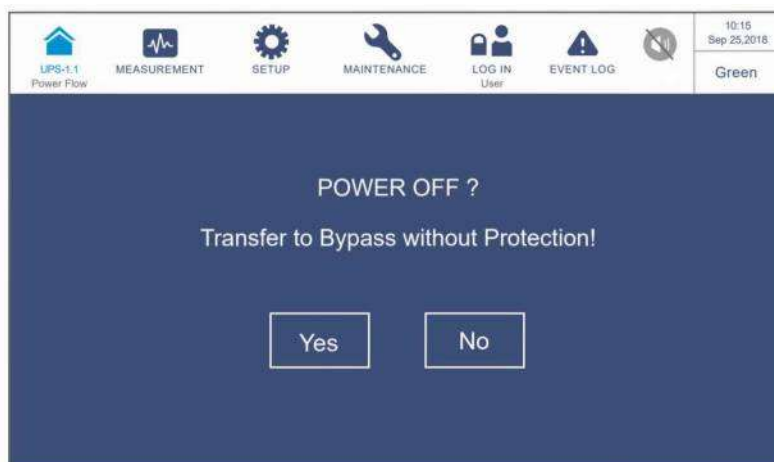 10:15
Sep 25,2018
UPS-1.1
Power Flow
MEASUREMENT
SETUP
MAINTENANCE
LOG IN
User
EVENT LOG
Green
POWER OFF ?
Transfer to Bypass without Protection!
Yes
No